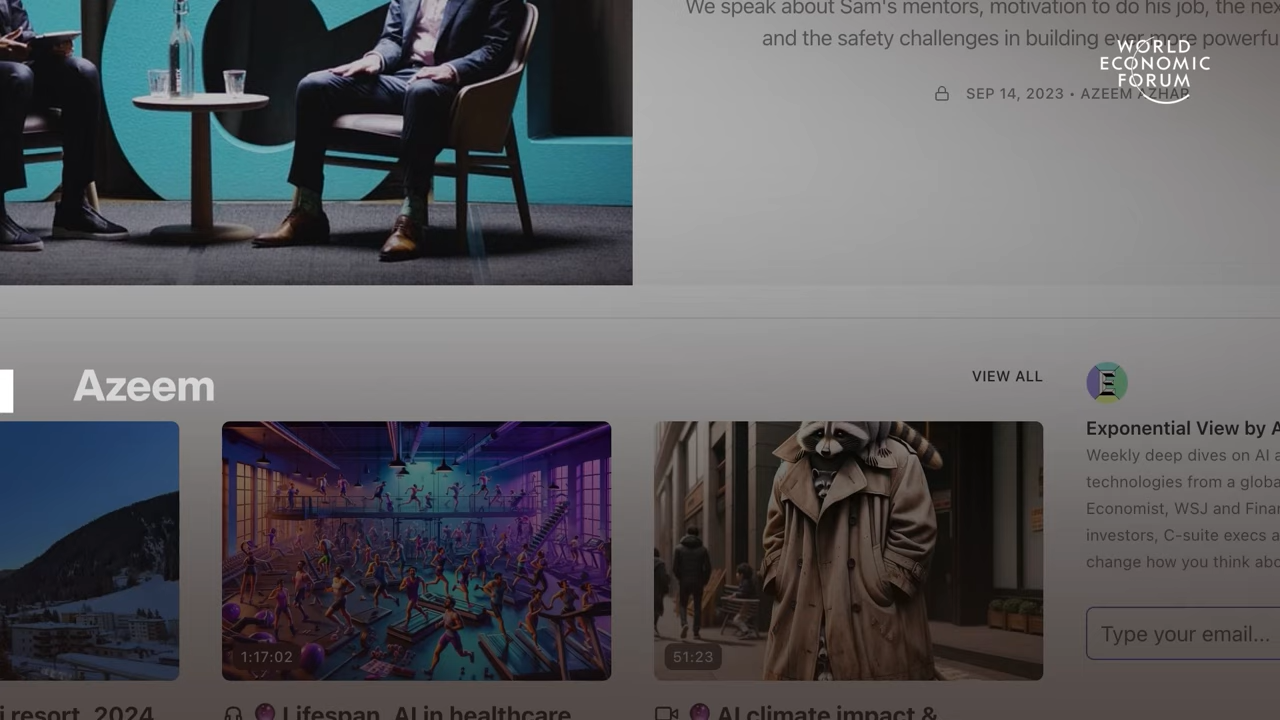 We speak about Sam's mentors, motivation to do his job, the nex
and the safety challenges in building ever more powerfu
WORLD
ECONOMIC
FORUM
SEP 14, 2023 • AZEEM AZHAR
Azeem
VIEW ALL
Exponential View by A
Weekly deep dives on AI a
technologies from a globa
Economist, WSJ and Finan
investors, C-suite execs a
change how you think abo
1:17:02
51:23
Type your email...
i resort, 2024
Lifespan, AI in healthcare
AI climate impact &